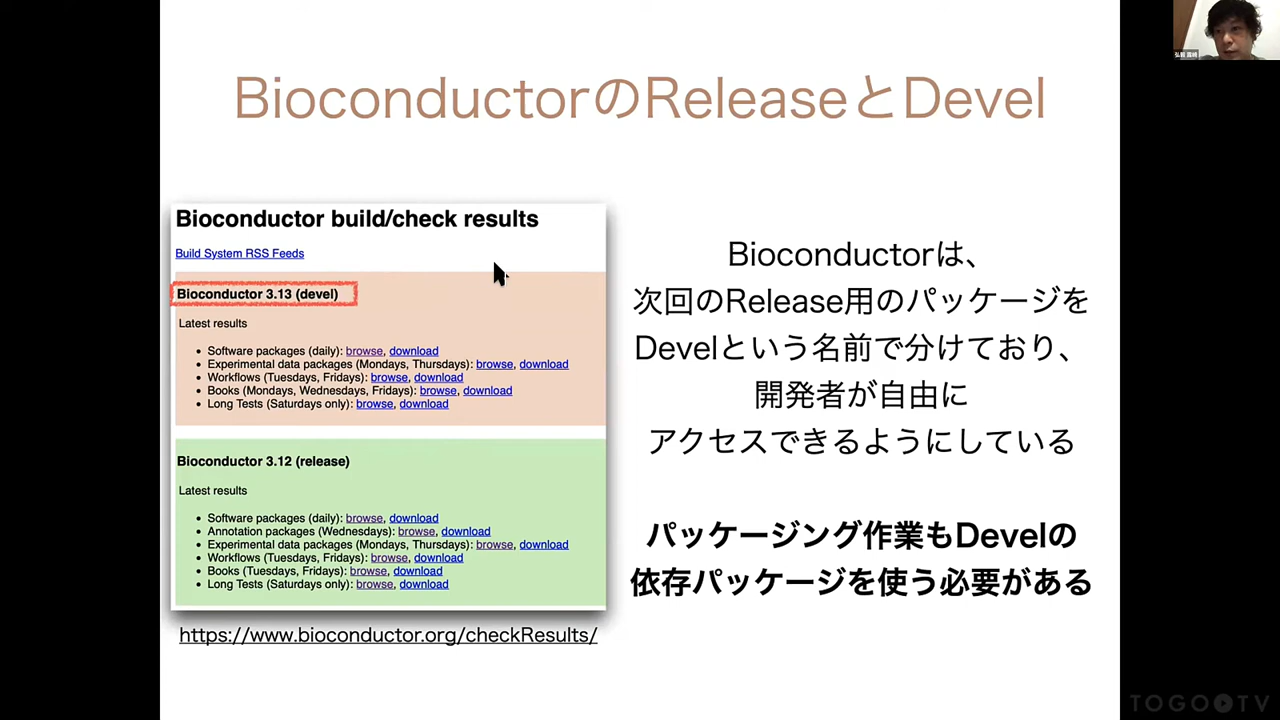 BioconductorのReleaseとDevel
Bioconductor build/check results
Build System RSS Feeds
Bioconductor 3.13 (devel)
Latest results
• Software packages (daily): browse, download
• Experimental data packages (Mondays, Thursdays): browse, download
• Workflows (Tuesdays, Fridays): browse, download
• Books (Mondays, Wednesdays, Fridays): browse, download
• Long Tests (Saturdays only): browse, download
Bioconductor 3.12 (release)
Latest results
• Software packages (daily): browse, download
• Annotation packages (Wednesdays): browse, download
• Experimental data packages (Mondays, Thursdays): browse, download
• Workflows (Tuesdays, Fridays): browse, download
• Books (Tuesdays, Fridays): browse, download
• Long Tests (Saturdays only): browse, download
https://www.bioconductor.org/checkResults/
Bioconductorは、
次回のRelease用のパッケージを
Develという名前で分けており、
開発者が自由に
アクセスできるようにしている
パッケージング作業もDevelの
依存パッケージを使う必要がある
TOGOTV